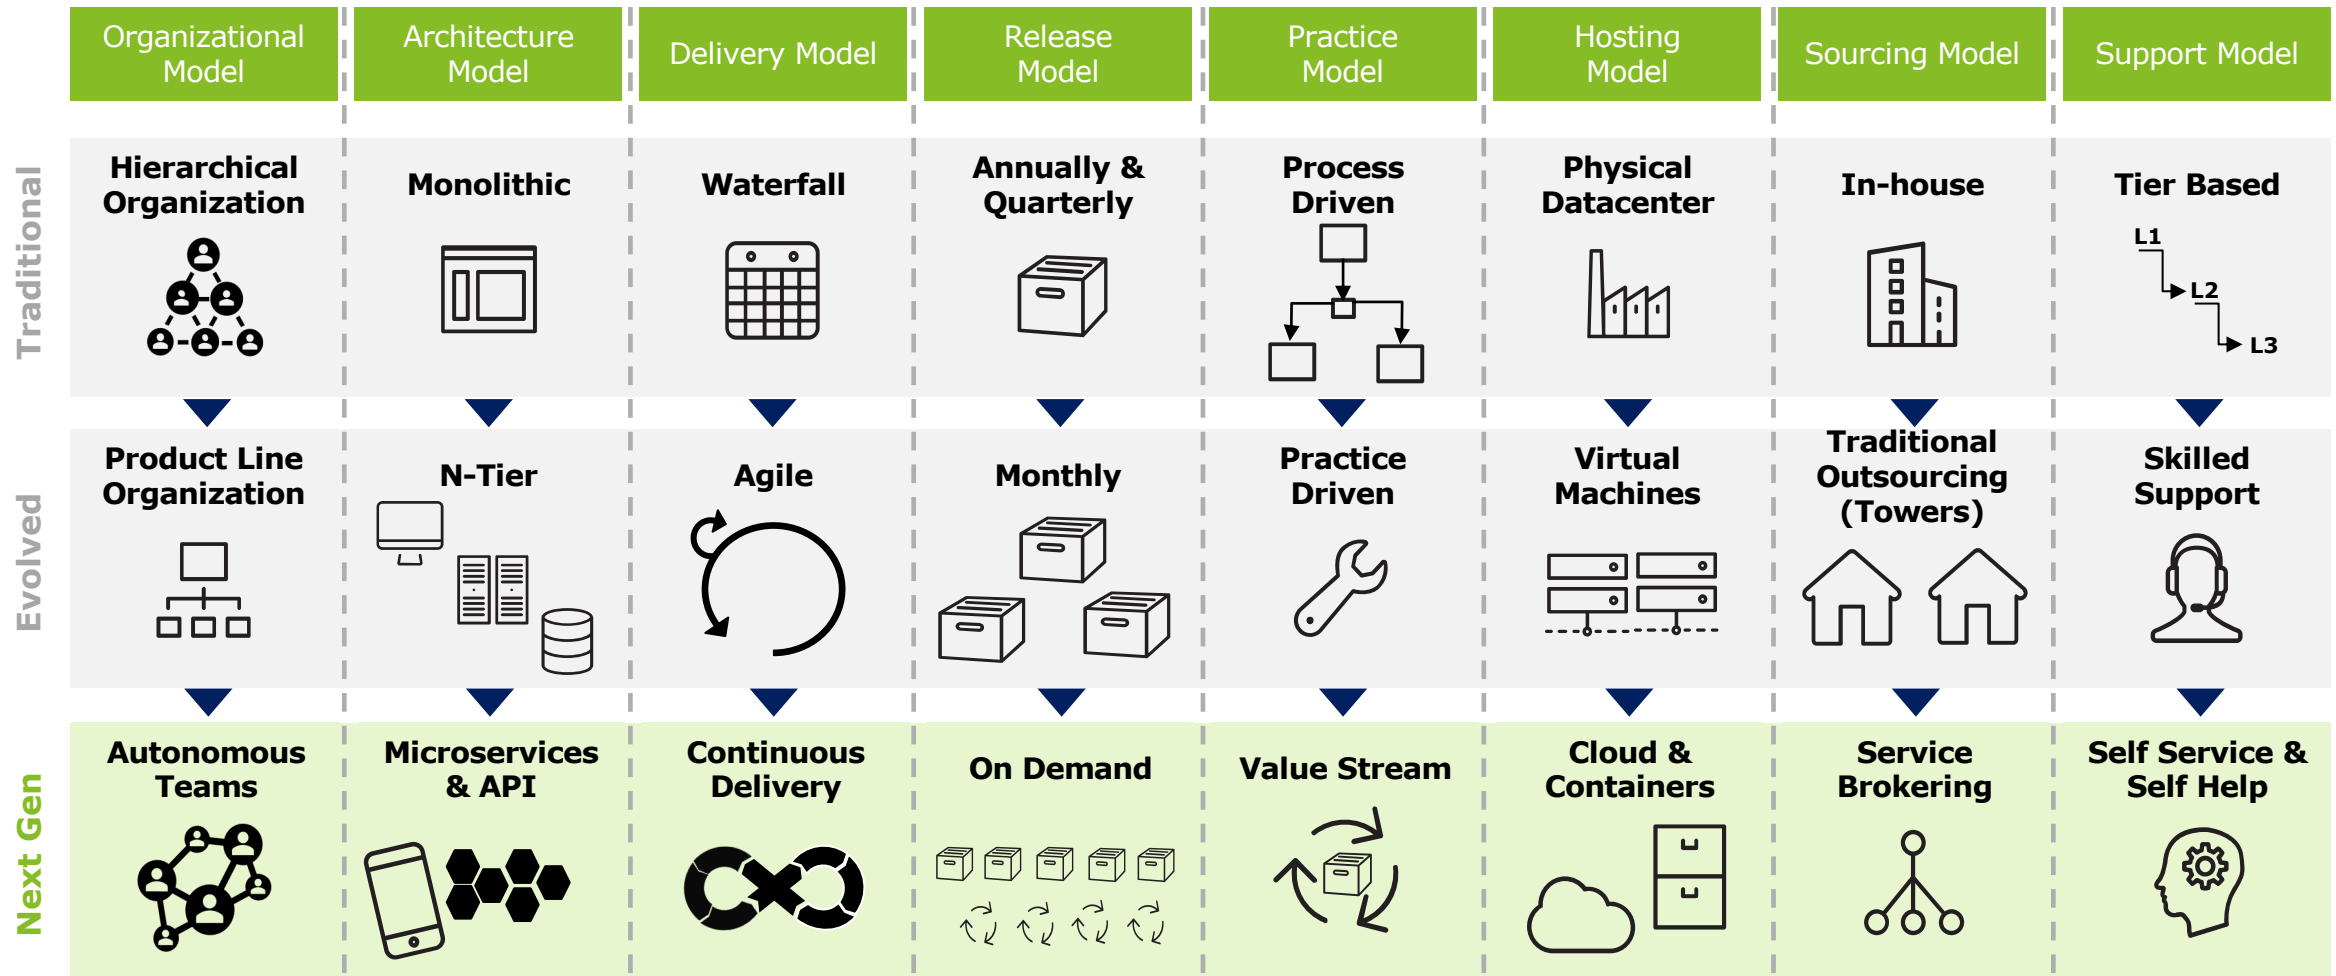 Organizational
Model
Architecture
Model
Delivery Model
Release
Model
Practice
Model
Hosting
Model
Sourcing Model
Support Model
Traditional
Hierarchical
Organization
Monolithic
Waterfall
Annually &
Quarterly
Process
Driven
Physical
Datacenter
In-house
Tier Based
L1
L2
L3
Evolved
Product Line
Organization
N-Tier
Agile
Monthly
Practice
Driven
Virtual
Machines
Traditional
Outsourcing
(Towers)
Skilled
Support
Next Gen
Autonomous
Teams
Microservices
& API
Continuous
Delivery
On Demand
Value Stream
Cloud &
Containers
Service
Brokering
Self Service &
Self Help